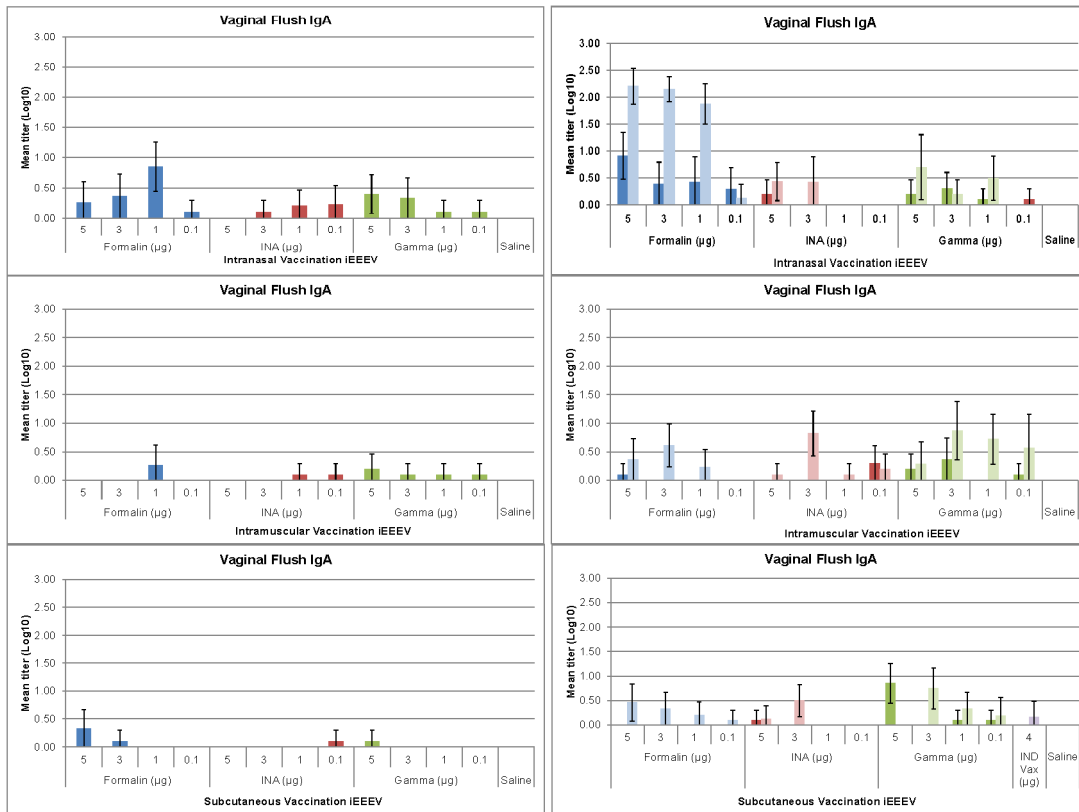 Vaginal Flush IgA
3.00
2.50
2.00
1.50
1.00
0.50
0.00
Mean titer (Log10)
5 3 1 0.1 5 3 1 0.1 5 3 1 0.1
Formalin (µg) INA (µg) Gamma (µg) Saline
Intranasal Vaccination iEEEV
Vaginal Flush IgA
3.00
2.50
2.00
1.50
1.00
0.50
0.00
Mean titer (Log10)
5 3 1 0.1 5 3 1 0.1 5 3 1 0.1
Formalin (µg) INA (µg) Gamma (µg) Saline
Intranasal Vaccination iEEEV
Vaginal Flush IgA
3.00
2.50
2.00
1.50
1.00
0.50
0.00
Mean titer (Log10)
5 3 1 0.1 5 3 1 0.1 5 3 1 0.1
Formalin (µg) INA (µg) Gamma (µg) Saline
Intramuscular Vaccination iEEEV
Vaginal Flush IgA
3.00
2.50
2.00
1.50
1.00
0.50
0.00
Mean titer (Log10)
5 3 1 0.1 5 3 1 0.1 5 3 1 0.1
Formalin (µg) INA (µg) Gamma (µg) Saline
Intramuscular Vaccination iEEEV
Vaginal Flush IgA
3.00
2.50
2.00
1.50
1.00
0.50
0.00
Mean titer (Log10)
5 3 1 0.1 5 3 1 0.1 5 3 1 0.1
Formalin (µg) INA (µg) Gamma (µg) Saline
Subcutaneous Vaccination iEEEV
Vaginal Flush IgA
3.00
2.50
2.00
1.50
1.00
0.50
0.00
Mean titer (Log10)
5 3 1 0.1 5 3 1 0.1 5 3 1 0.1 4
Formalin (µg) INA (µg) Gamma (µg) IND Saline
Vax
(µg)
Subcutaneous Vaccination iEEEV